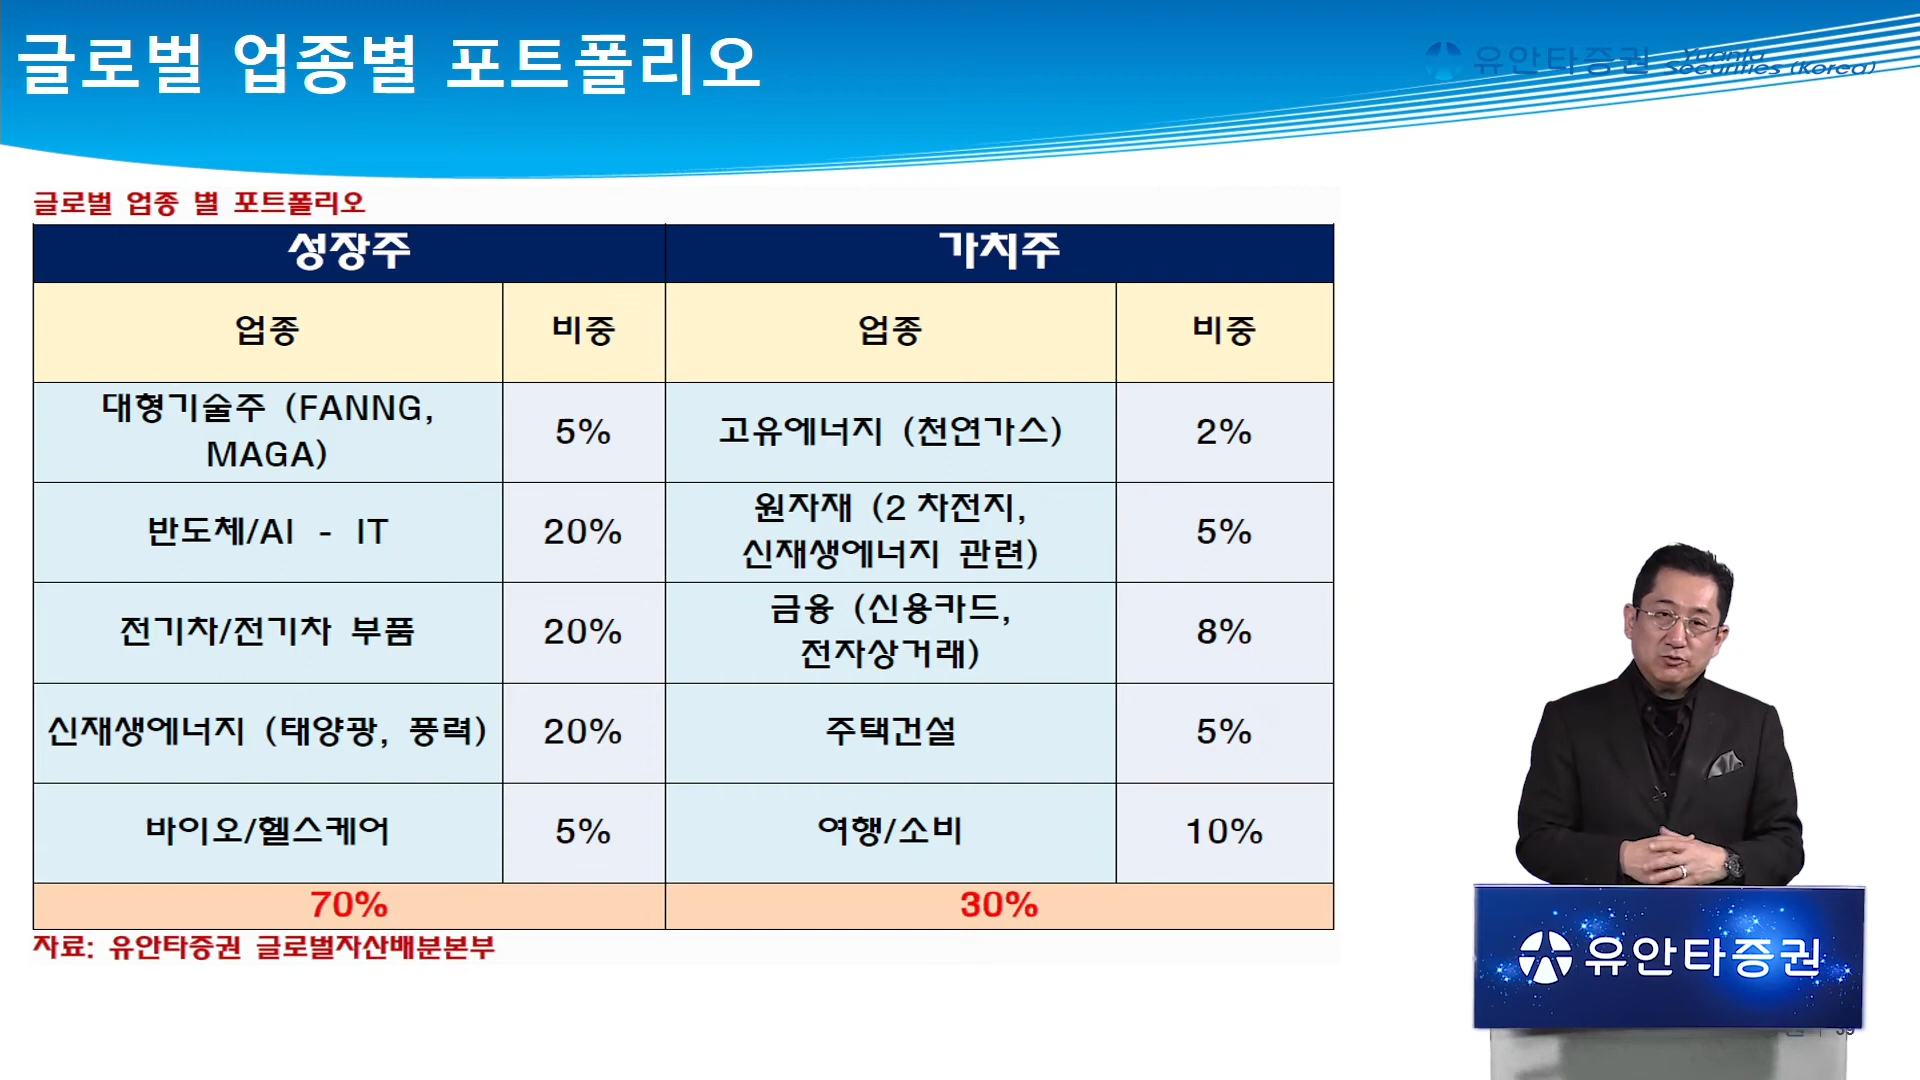 글로벌 업종별 포트폴리오
유안타증권 Yuanta Securities (Korea)
글로벌 업종 별 포트폴리오
성장주 가치주
업종 비중 업종 비중
대형기술주 (FANNG, MAGA) 5% 고유에너지 (천연가스) 2%
반도체/AI - IT 20% 원자재 (2차전지, 신재생에너지 관련) 5%
전기차/전기차 부품 20% 금융 (신용카드, 전자상거래) 8%
신재생에너지 (태양광, 풍력) 20% 주택건설 5%
바이오/헬스케어 5% 여행/소비 10%
70% 30%
자료: 유안타증권 글로벌자산배분본부
유안타증권